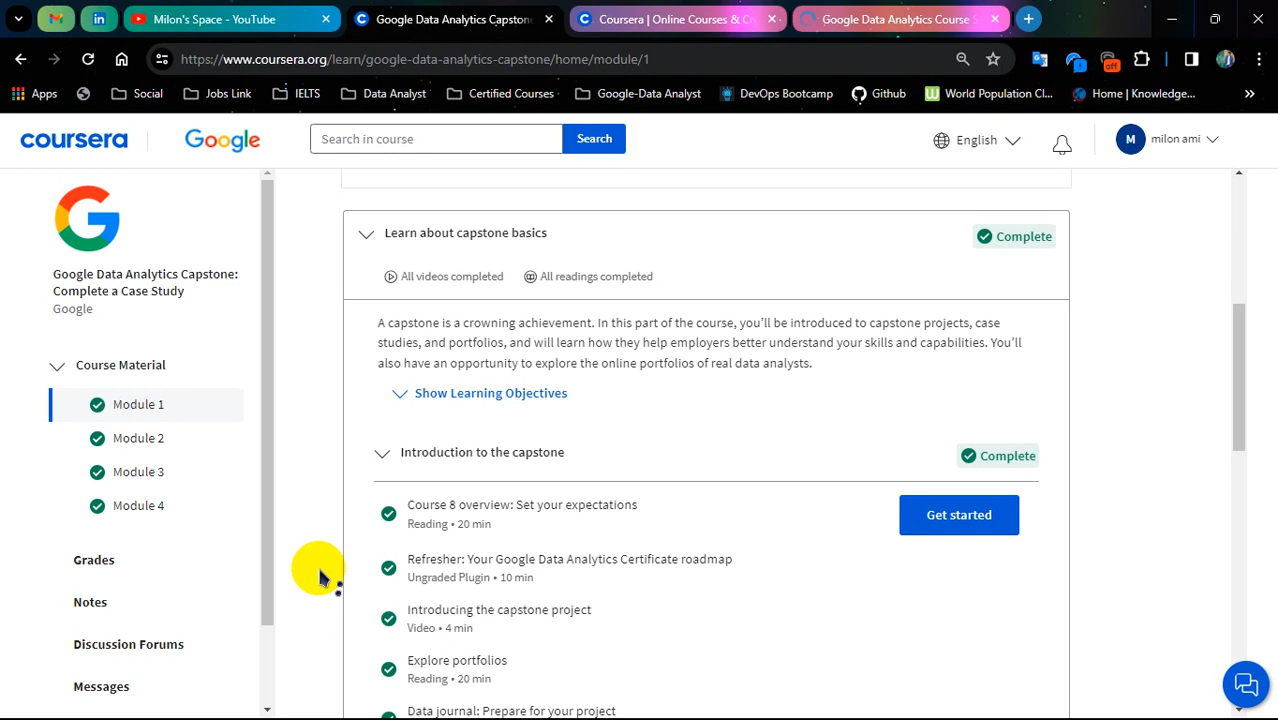 Milon's Space - YouTube
Google Data Analytics Capstone
Coursera | Online Courses & C
Google Data Analytics Course
https://www.coursera.org/learn/google-data-analytics-capstone/home/module/1
off
Apps
Social
Jobs Link
IELTS
Data Analyst
Certified Courses
Google-Data Analyst
DevOps Bootcamp
Github
World Population Cl...
Home | Knowledge...
coursera
Google
Search in course
Search
English
M
milon ami
G
Google Data Analytics Capstone:
Complete a Case Study
Google
Course Material
Module 1
Module 2
Module 3
Module 4
Grades
Notes
Discussion Forums
Messages
Learn about capstone basics
Complete
All videos completed
All readings completed
A capstone is a crowning achievement. In this part of the course, you'll be introduced to capstone projects, case
studies, and portfolios, and will learn how they help employers better understand your skills and capabilities. You'll
also have an opportunity to explore the online portfolios of real data analysts.
Show Learning Objectives
Introduction to the capstone
Complete
Course 8 overview: Set your expectations
Reading • 20 min
Get started
Refresher: Your Google Data Analytics Certificate roadmap
Ungraded Plugin • 10 min
Introducing the capstone project
Video • 4 min
Explore portfolios
Reading • 20 min
Data journal: Prepare for your project